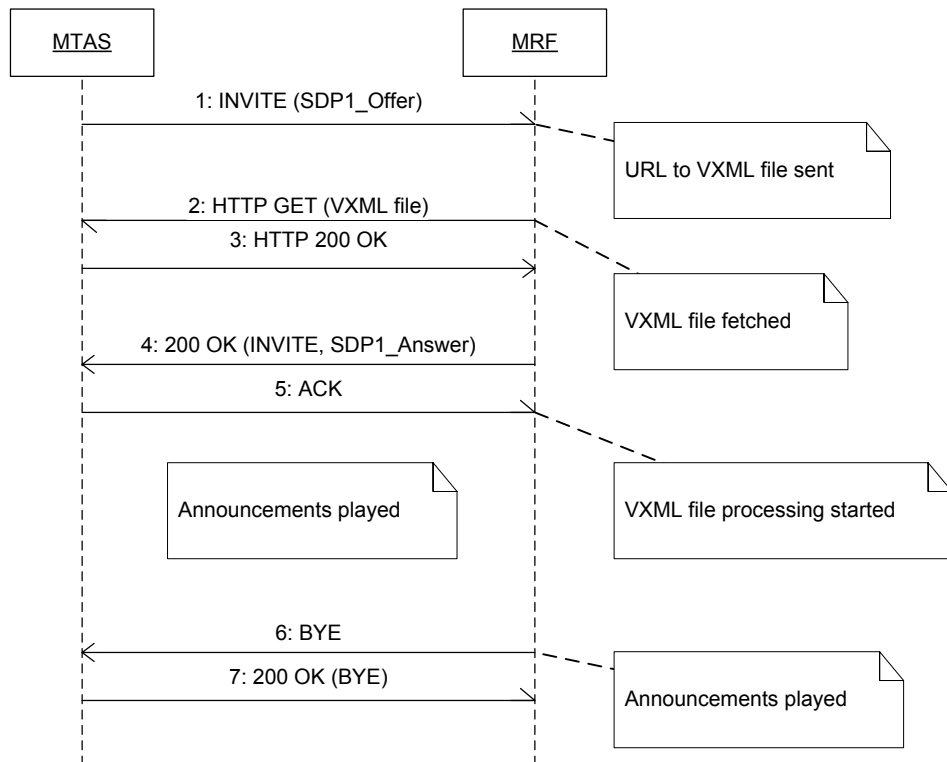 MTAS
MRF
1: INVITE (SDP1_Offer)
URL to VXML file sent
2: HTTP GET (VXML file)
3: HTTP 200 OK
VXML file fetched
4: 200 OK (INVITE, SDP1_Answer)
5: ACK
Announcements played
VXML file processing started
6: BYE
7: 200 OK (BYE)
Announcements played